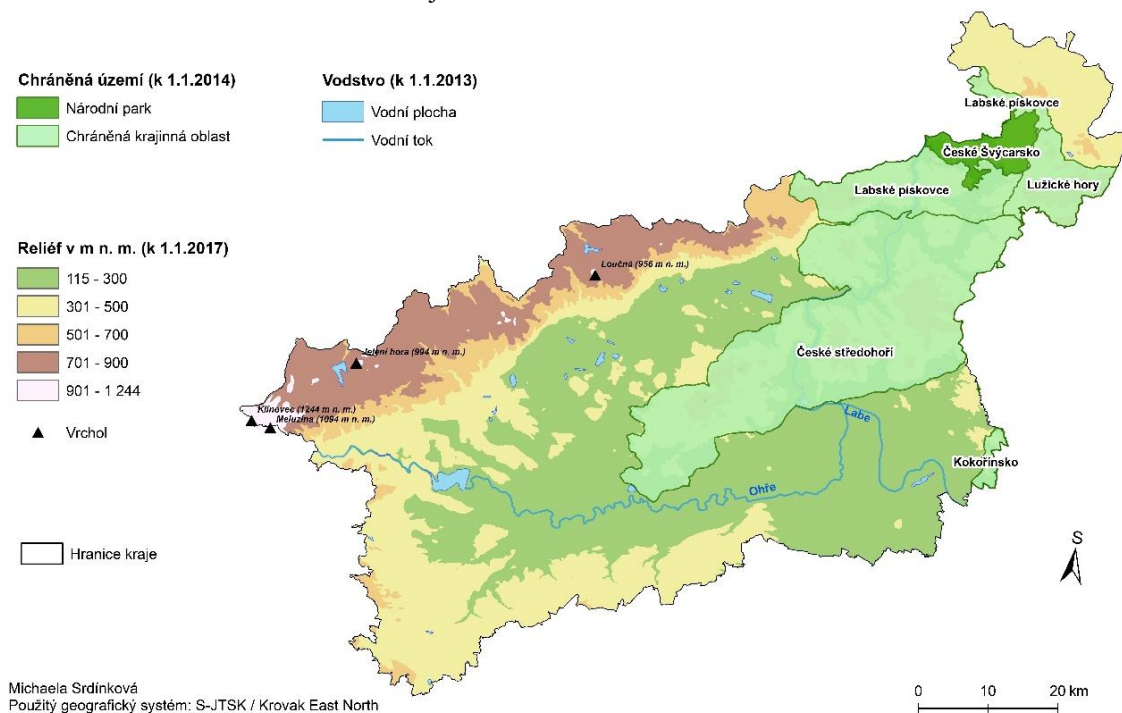 Chráněná území (k 1.1.2014)
Národní park
Chráněná krajinná oblast
Vodstvo (k 1.1.2013)
Vodní plocha
Vodní tok
Reliéf v m n. m. (k 1.1.2017)
115 - 300
301 - 500
501 - 700
701 - 900
901 - 1 244
Vrchol
Hranice kraje
Labské pískovce
České Švýcarsko
Labské pískovce
Lužické hory
Loučná (956 m n. m.)
Jelení hora (994 m n. m.)
České středohoří
Klínovec (1244 m n. m.)
Meluzína (1094 m n. m.)
Labe
Kokořínsko
Ohře
S
0 10 20 km
Michaela Srdínková
Použitý geografický systém: S-JTSK / Krovak East North